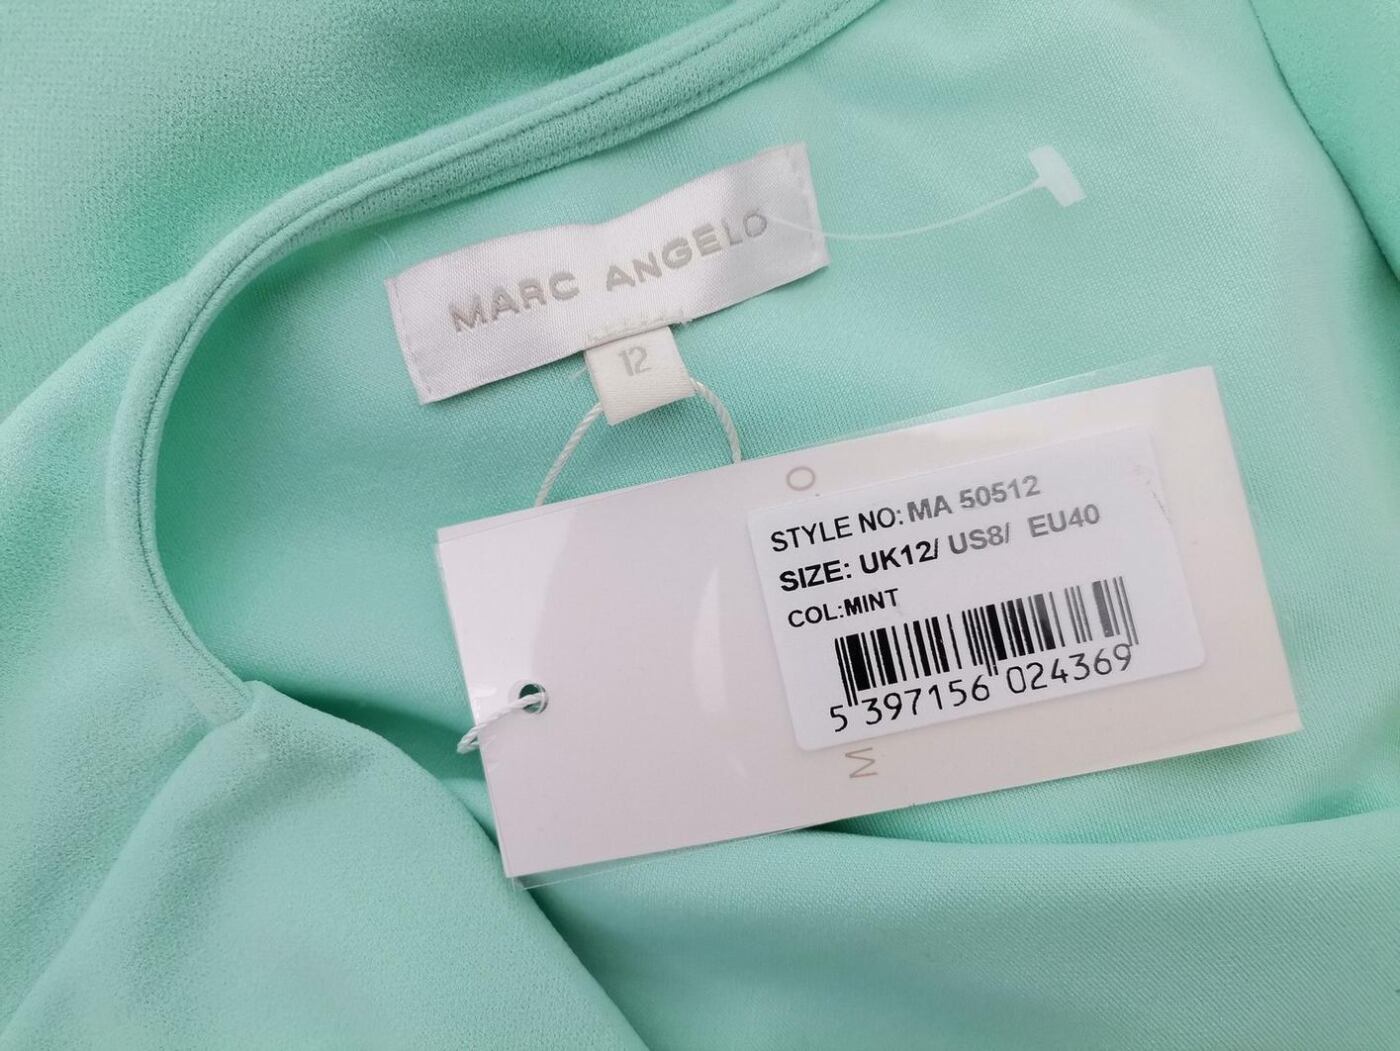 MARC ANGELO
12
O
STYLE NO: MA 50512
SIZE: UK12/ US8/ EU40
COL:MINT
5 397156 024369
M